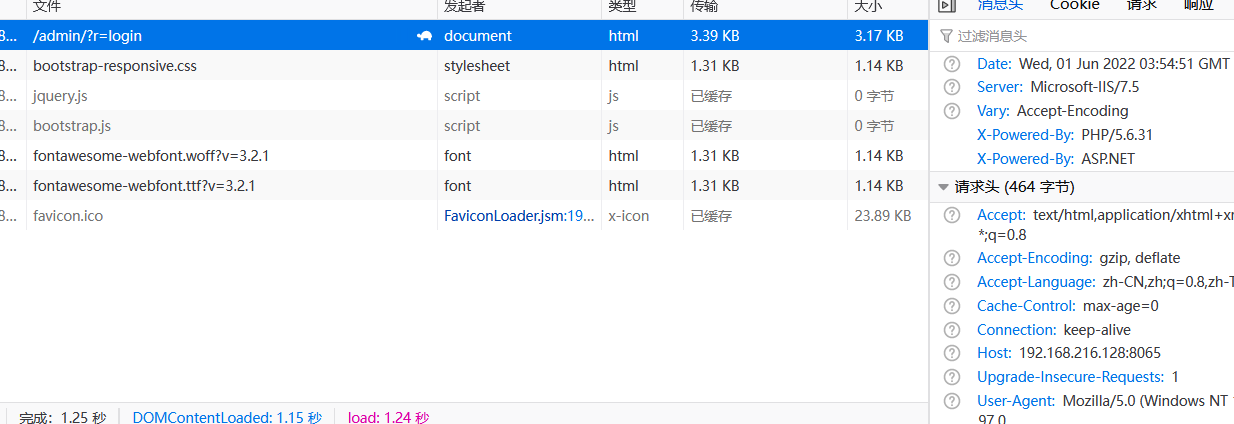 文件 发起者 类型 传输 大小
8... /admin/?r=login document html 3.39 KB 3.17 KB
8... bootstrap-responsive.css stylesheet html 1.31 KB 1.14 KB
8... jquery.js script js 已缓存 0 字节
8... bootstrap.js script js 已缓存 0 字节
8... fontawesome-webfont.woff?v=3.2.1 font html 1.31 KB 1.14 KB
8... fontawesome-webfont.ttf?v=3.2.1 font html 1.31 KB 1.14 KB
8... favicon.ico FaviconLoader.jsm:19... x-icon 已缓存 23.89 KB
完成：1.25 秒 DOMContentLoaded: 1.15 秒 load: 1.24 秒
消息头 Cookie 请求 响应
过滤消息头
Date: Wed, 01 Jun 2022 03:54:51 GMT
Server: Microsoft-IIS/7.5
Vary: Accept-Encoding
X-Powered-By: PHP/5.6.31
X-Powered-By: ASP.NET
请求头 (464 字节)
Accept: text/html,application/xhtml+x
*;q=0.8
Accept-Encoding: gzip, deflate
Accept-Language: zh-CN,zh;q=0.8,zh-T
Cache-Control: max-age=0
Connection: keep-alive
Host: 192.168.216.128:8065
Upgrade-Insecure-Requests: 1
User-Agent: Mozilla/5.0 (Windows NT
97.0